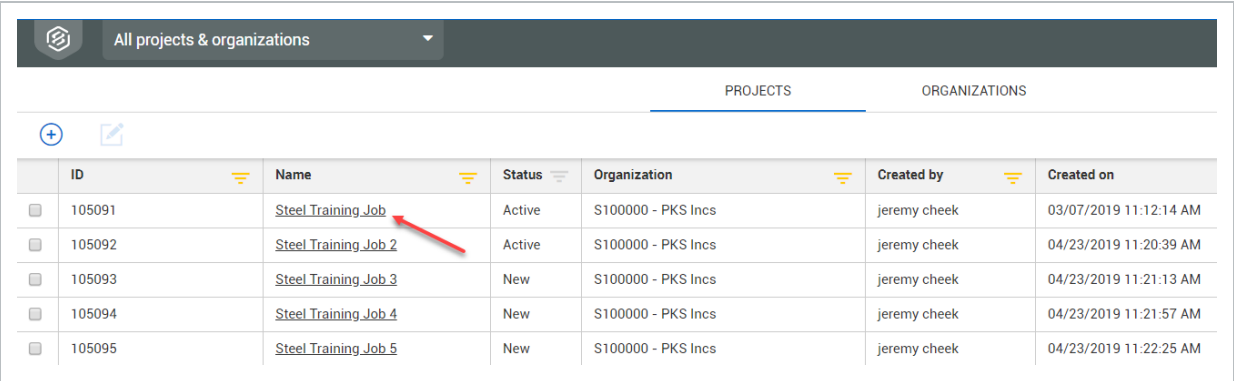 All projects & organizations
PROJECTS ORGANIZATIONS
ID Name Status Organization Created by Created on
105091 Steel Training Job Active S100000 - PKS Incs jeremy cheek 03/07/2019 11:12:14 AM
105092 Steel Training Job 2 Active S100000 - PKS Incs jeremy cheek 04/23/2019 11:20:39 AM
105093 Steel Training Job 3 New S100000 - PKS Incs jeremy cheek 04/23/2019 11:21:13 AM
105094 Steel Training Job 4 New S100000 - PKS Incs jeremy cheek 04/23/2019 11:21:57 AM
105095 Steel Training Job 5 New S100000 - PKS Incs jeremy cheek 04/23/2019 11:22:25 AM